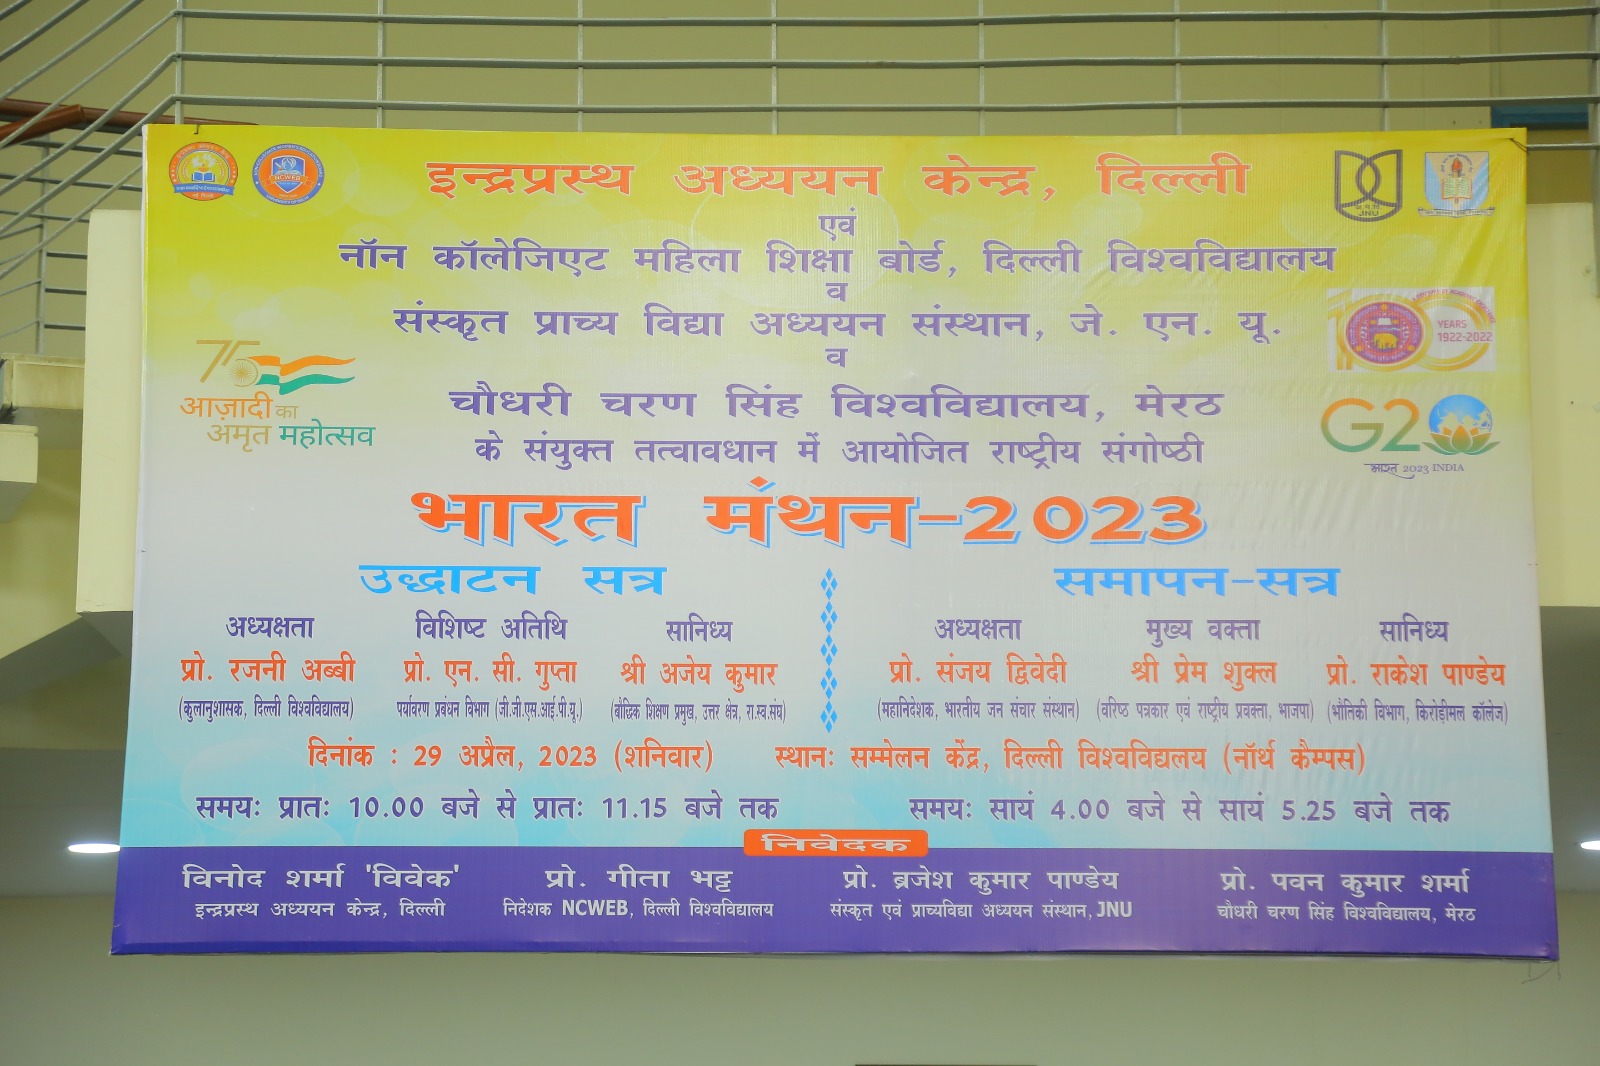 इन्द्रप्रस्थ अध्ययन केन्द्र, दिल्ली
एवं
नॉन कॉलेजिएट महिला शिक्षा बोर्ड, दिल्ली विश्वविद्यालय
व
संस्कृत प्राच्य विद्या अध्ययन संस्थान, जे. एन. यू.
व
चौधरी चरण सिंह विश्वविद्यालय, मेरठ
के संयुक्त तत्वावधान में आयोजित राष्ट्रीय संगोष्ठी
NCWEB
JNU
YEARS
1922-2022
75
आज़ादी का
अमृत महोत्सव
G20
भारत 2023 INDIA
भारत मंथन-2023
उद्धाटन सत्र
अध्यक्षता विशिष्ट अतिथि सानिध्य
प्रो. रजनी अब्बी प्रो. एन. सी. गुप्ता श्री अजेय कुमार
(कुलानुशासक, दिल्ली विश्वविद्यालय) पर्यावरण प्रबंधन विभाग (जी.जी.एस.आई.पी.यू.) (बौद्धिक शिक्षण प्रमुख, उत्तर क्षेत्र, रा.स्व.संघ)
समापन-सत्र
अध्यक्षता मुख्य वक्ता सानिध्य
प्रो. संजय द्विवेदी श्री प्रेम शुक्ल प्रो. राकेश पाण्डेय
(महानिदेशक, भारतीय जन संचार संस्थान) (वरिष्ठ पत्रकार एवं राष्ट्रीय प्रवक्ता, भाजपा) (भौतिकी विभाग, किरोड़ीमल कॉलेज)
दिनांक : 29 अप्रैल, 2023 (शनिवार) स्थानः सम्मेलन केंद्र, दिल्ली विश्वविद्यलय (नॉर्थ कैम्पस)
समयः प्रातः 10.00 बजे से प्रातः 11.15 बजे तक समयः सायं 4.00 बजे से सायं 5.25 बजे तक
निवेदक
विनोद शर्मा 'विवेक' प्रो. गीता भट्ट प्रो. ब्रजेश कुमार पाण्डेय प्रो. पवन कुमार शर्मा
इन्द्रप्रस्थ अध्ययन केन्द्र, दिल्ली निदेशक NCWEB, दिल्ली विश्वविद्यालय संस्कृत एवं प्राच्यविद्या अध्ययन संस्थान, JNU चौधरी चरण सिंह विश्वविद्यालय, मेरठ